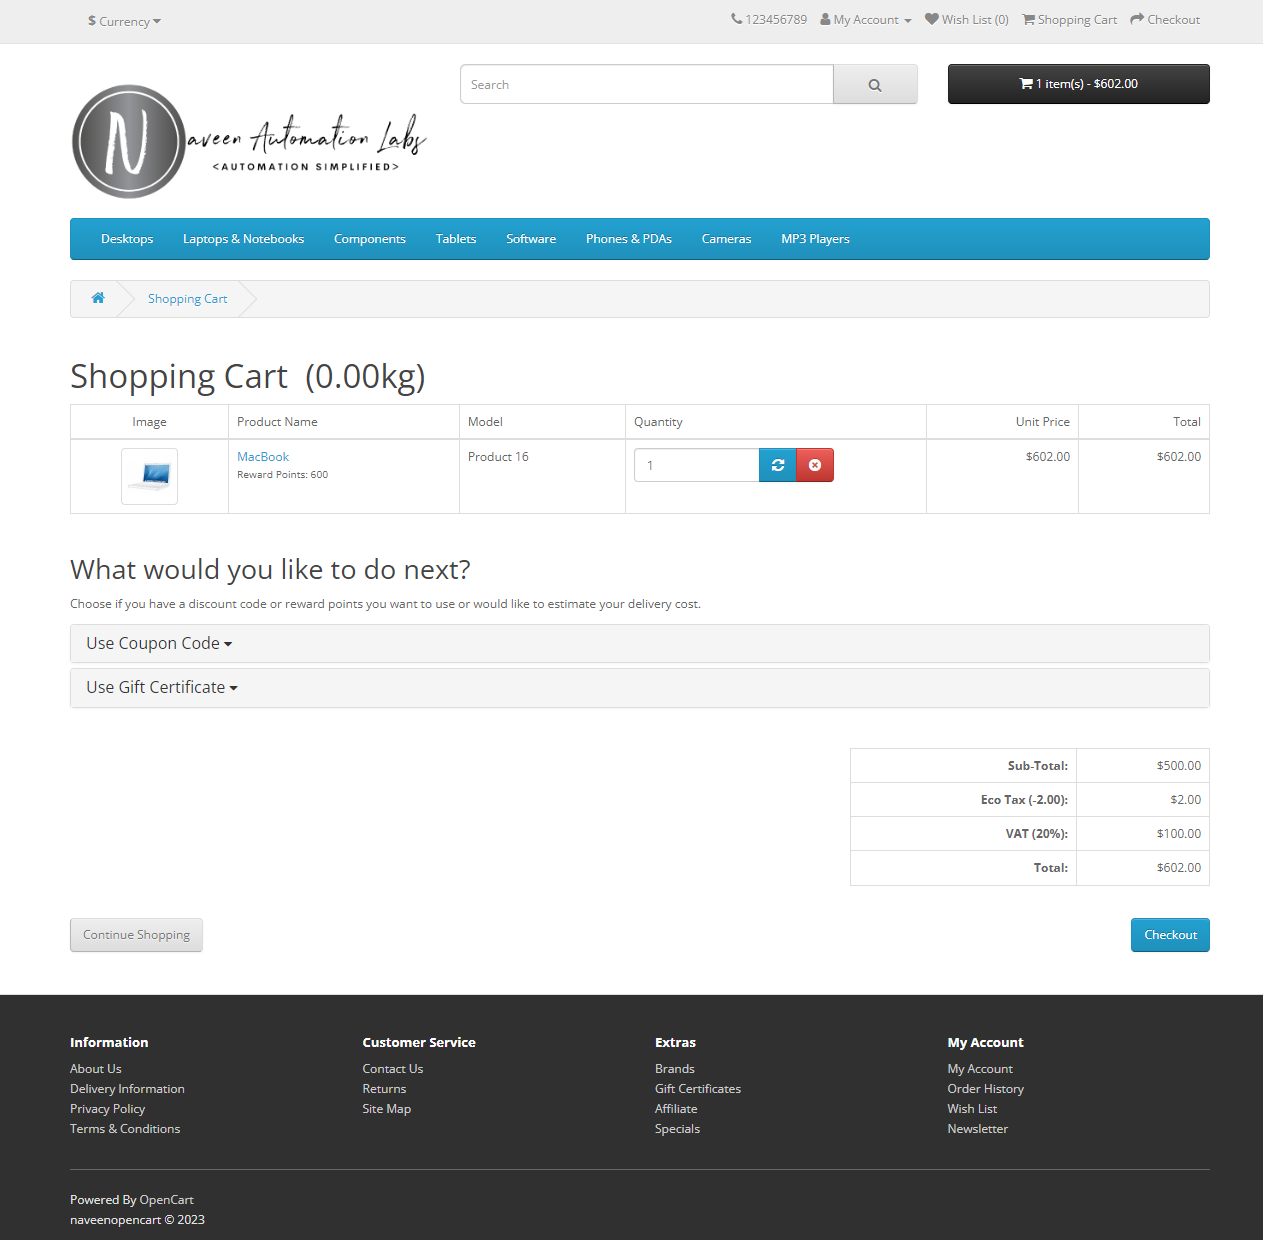 $ Currency
123456789 My Account Wish List (0) Shopping Cart Checkout
Search
1 item(s) - $602.00
N
aveen Automation Labs
<AUTOMATION SIMPLIFIED>
Desktops Laptops & Notebooks Components Tablets Software Phones & PDAs Cameras MP3 Players
Shopping Cart
Shopping Cart (0.00kg)
Image Product Name Model Quantity Unit Price Total
MacBook Product 16 1 $602.00 $602.00
Reward Points: 600
What would you like to do next?
Choose if you have a discount code or reward points you want to use or would like to estimate your delivery cost.
Use Coupon Code
Use Gift Certificate
Sub-Total: $500.00
Eco Tax (-2.00): $2.00
VAT (20%): $100.00
Total: $602.00
Continue Shopping Checkout
Information
About Us
Delivery Information
Privacy Policy
Terms & Conditions
Customer Service
Contact Us
Returns
Site Map
Extras
Brands
Gift Certificates
Affiliate
Specials
My Account
My Account
Order History
Wish List
Newsletter
Powered By OpenCart
naveenopencart © 2023